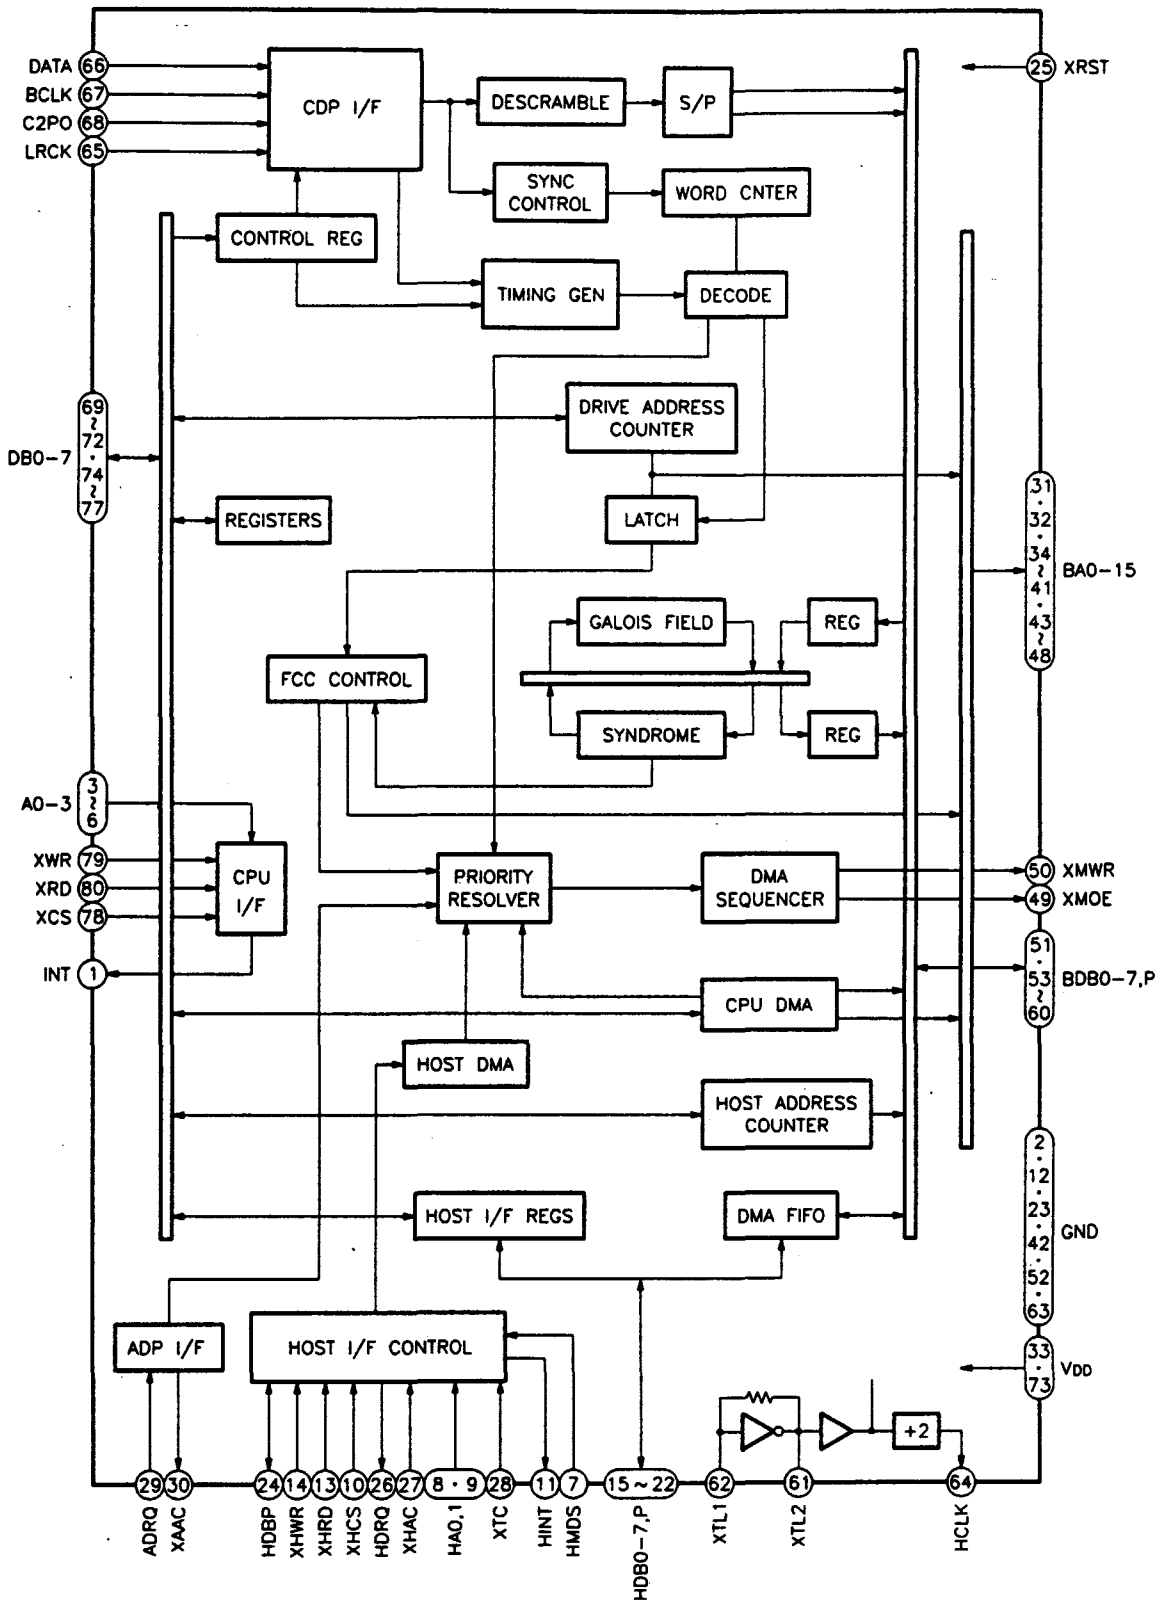 DATA 66
BCLK 67
C2PO 68
LRCK 65
CDP I/F
DESCRAMBLE
S/P
25 XRST
SYNC
CONTROL
WORD CNTER
CONTROL REG
TIMING GEN
DECODE
DRIVE ADDRESS
COUNTER
DB0-7
69
~
72
·
74
~
77
REGISTERS
LATCH
31
·
32
·
34
~
41
·
43
~
48
BA0-15
GALOIS FIELD
REG
FCC CONTROL
SYNDROME
REG
A0-3
3
~
6
XWR 79
XRD 80
XCS 78
INT 1
CPU
I/F
PRIORITY
RESOLVER
DMA
SEQUENCER
50 XMWR
49 XMOE
51
·
53
~
60
BDB0-7,P
CPU DMA
HOST DMA
HOST ADDRESS
COUNTER
2
·
12
·
23
·
42
·
52
·
63
GND
HOST I/F REGS
DMA FIFO
ADP I/F
HOST I/F CONTROL
33
·
73
VDD
+2
29
30
24
14
13
10
26
27
8 · 9
28
11
7
15 ~ 22
62
61
64
ADRQ
XAAC
HDBP
XHWR
XHRD
XHCS
HDRQ
XHAC
HA0,1
XTC
HINT
HMDS
HDB0-7,P
XTL1
XTL2
HCLK